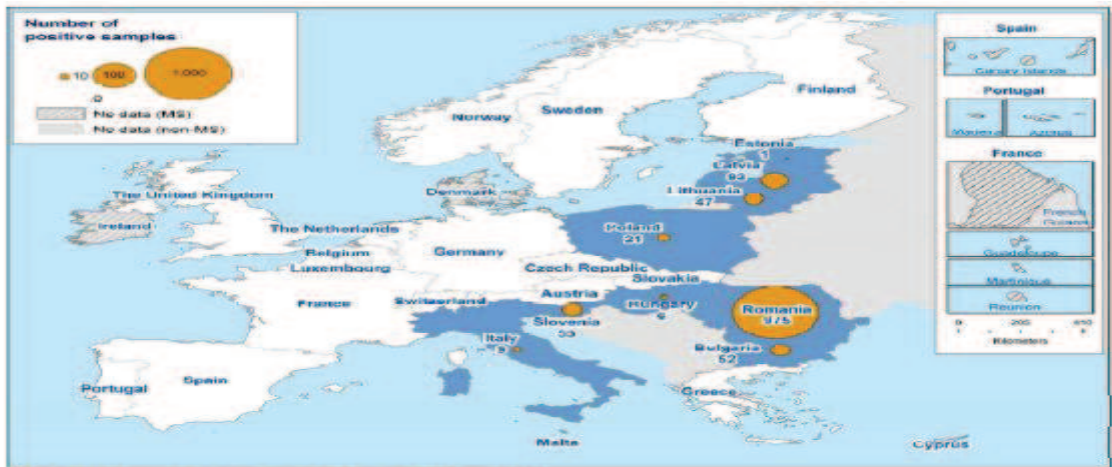 Number of
positive samples
10
100
1.000
0
No data (MS)
No data (non-MS)
Norway
Sweden
Finland
Estonia
1
Latvia
Lithuania
47
Denmark
The United Kingdom
Ireland
The Netherlands
Belgium
Luxembourg
Germany
Poland
21
Czech Republic
Slovakia
France
Switzerland
Austria
Hungary
Slovenia
Romania
Italy
Bulgaria
52
Portugal
Spain
Greece
Malta
Cyprus
Spain
Canary Islands
Portugal
Madeira
Azores
France
French
Guiana
Guadeloupe
Martinique
Reunion
0
Kilometers